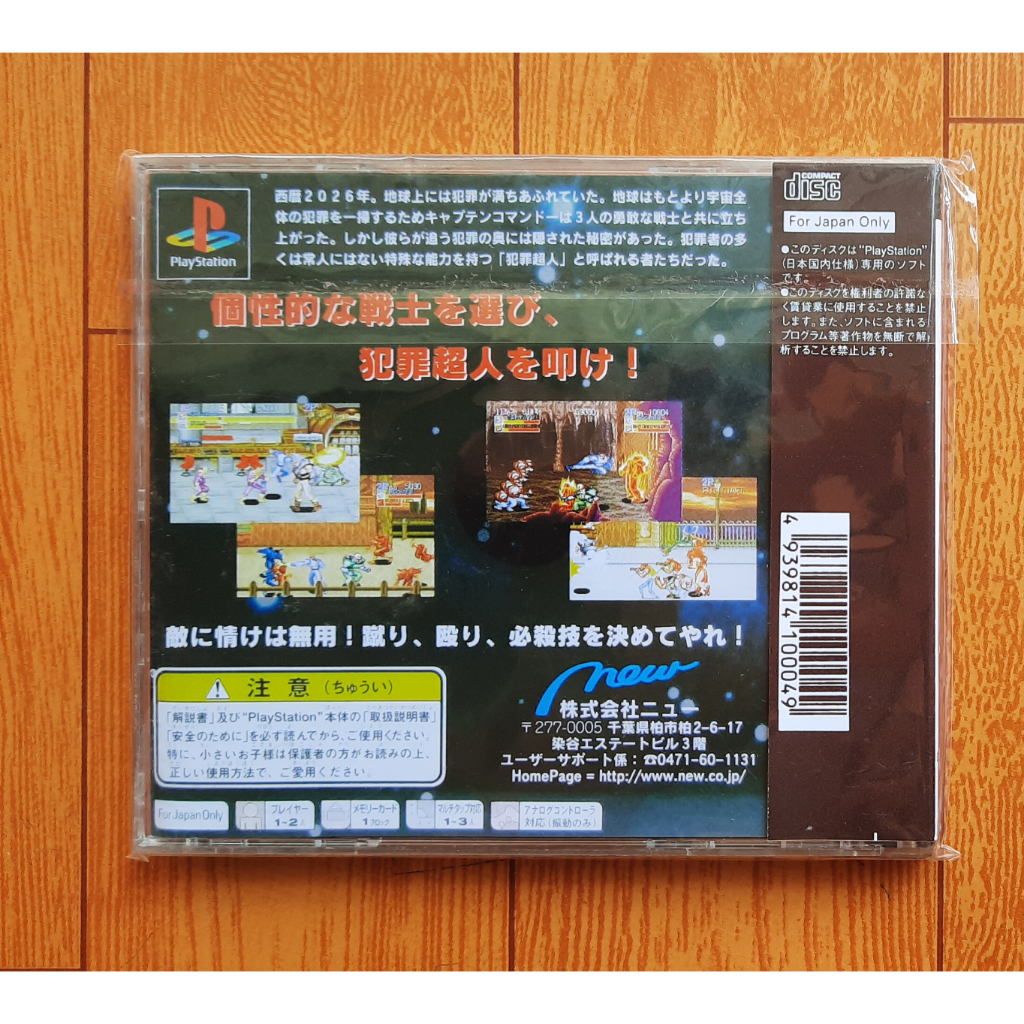 PlayStation
西暦2026年。地球上には犯罪が満ちあふれていた。地球はもとより宇宙全
体の犯罪を一掃するためキャプテンコマンドーは3人の勇敢な戦士と共に立ち
上がった。しかし彼らが追う犯罪の奥には隠された秘密があった。犯罪者の多
くは常人にはない特殊な能力を持つ「犯罪超人」と呼ばれる者たちだった。
個性的な戦士を選び、
犯罪超人を叩け!
敵に情けは無用!蹴り、殴り、必殺技を決めてやれ!
注意(ちゅうい)
「解説書」及び"PlayStation"本体の「取扱説明書」
「安全のために」を必ず読んでから、ご使用ください。
特に、小さいお子様は保護者の方がお読みの上、
正しい使用方法で、ご愛用ください。
new
株式会社ニュー
〒277-0005 千葉県柏市柏2-6-17
染谷エステートビル3階
ユーザーサポート係:☎0471-60-1131
HomePage = http://www.new.co.jp/
For Japan Only
プレイヤー
1~2人
メモリーカード
1ブロック
マルチタップ対応
1~3人
アナログコントローラ
対応(振動のみ)
COMPACT
disc
For Japan Only
●このディスクは"PlayStation"
(日本国内仕様)専用のソフト
です。
●このディスクを権利者の許諾な
く賃貸業に使用することを禁止
します。また、ソフトに含まれる
プログラム等著作物を無断で解
析することを禁止します。
4 939814 100049